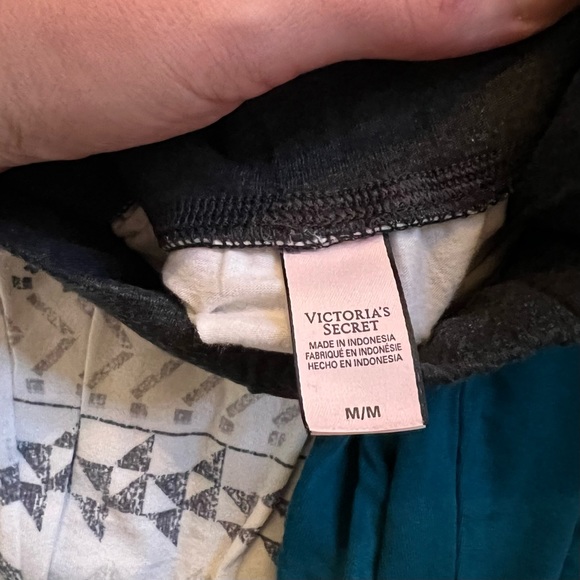 VICTORIA'S
SECRET
MADE IN INDONESIA
FABRIQUÉ EN INDONÉSIE
HECHO EN INDONESIA
M/M